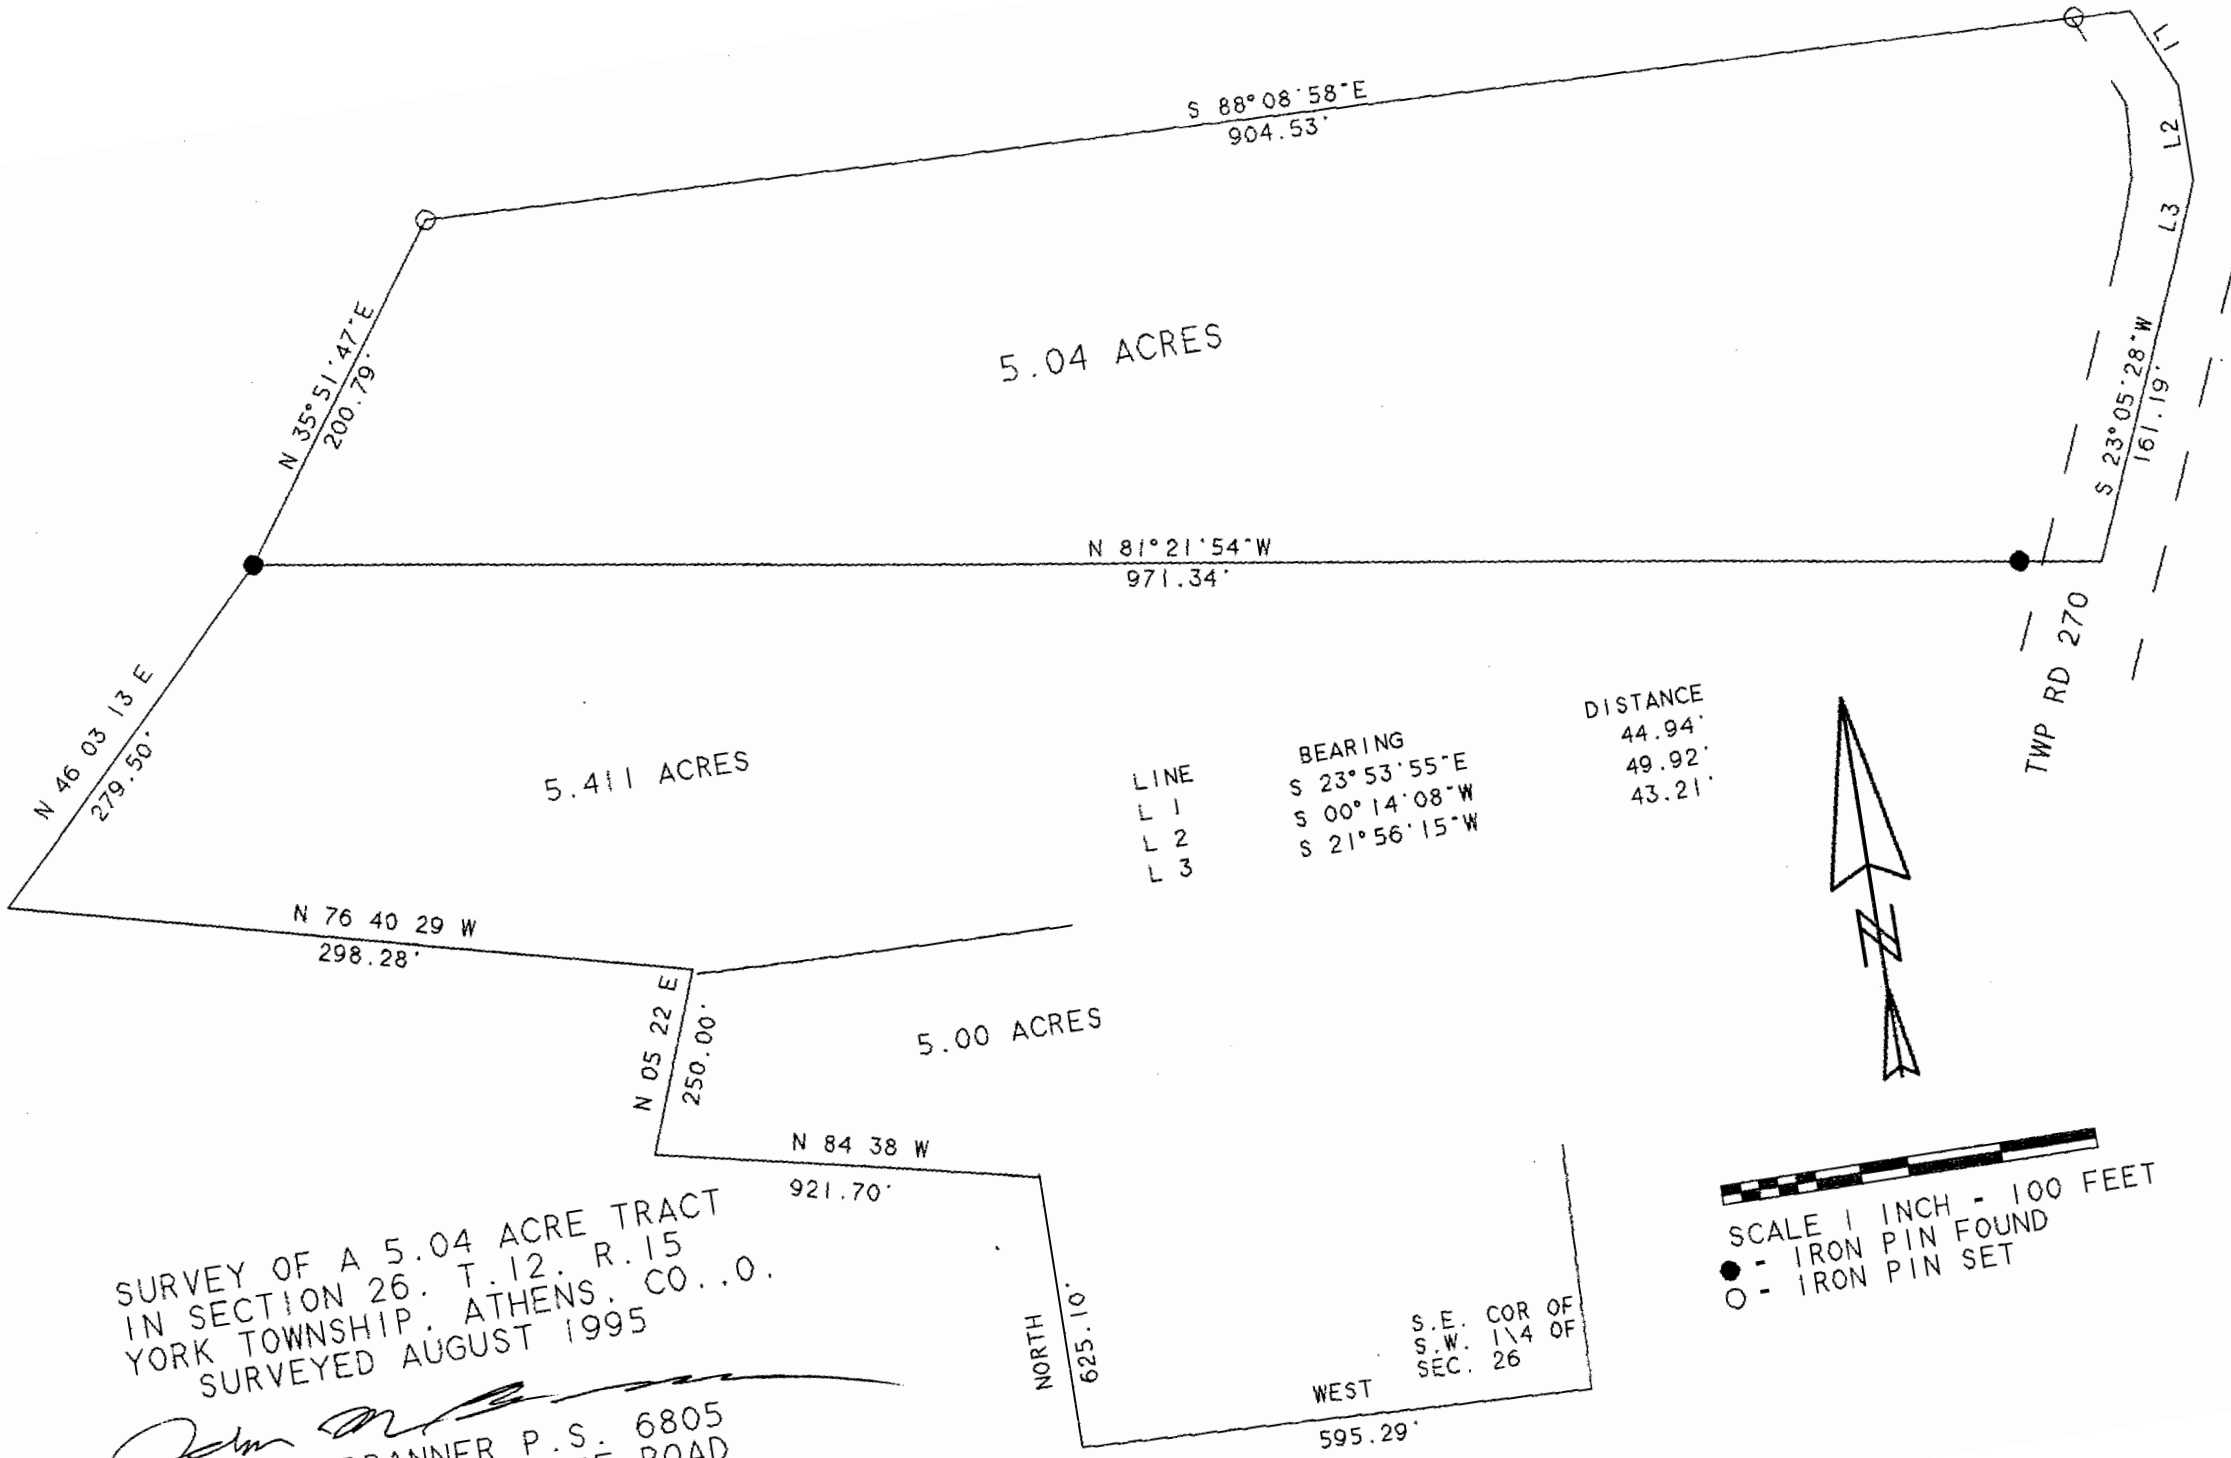 S 88°08'58"E
904.53'
L1
L2
L3
N 35°51'47"E
200.79'
5.04 ACRES
S 23°05'28"W
161.19'
N 81°21'54"W
971.34'
TWP RD 270
N 46 03 13 E
279.50'
5.411 ACRES
LINE BEARING DISTANCE
L 1 S 23°53'55"E 44.94'
L 2 S 00°14'08"W 49.92'
L 3 S 21°56'15"W 43.21'
N
N 76 40 29 W
298.28'
N 05 22 E
250.00'
5.00 ACRES
N 84 38 W
921.70'
SCALE 1 INCH - 100 FEET
● - IRON PIN FOUND
○ - IRON PIN SET
NORTH
625.10'
S.E. COR OF
S.W. 1\4 OF
SEC. 26
WEST
595.29'
SURVEY OF A 5.04 ACRE TRACT
IN SECTION 26. T.12. R.15
YORK TOWNSHIP. ATHENS. CO..O.
SURVEYED AUGUST 1995
John
P.S. 6805
ROAD